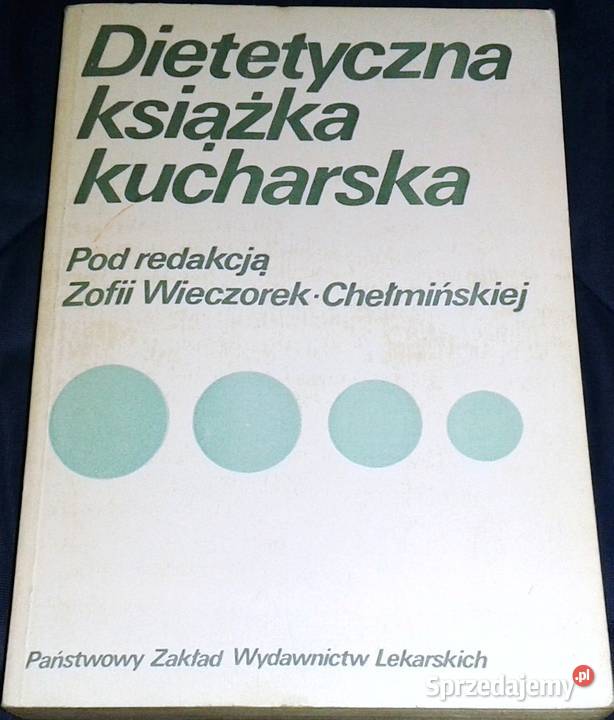 Dietetyczna
książka
kucharska
Pod redakcją
Zofii Wieczorek-Chełmińskiej
Państwowy Zakład Wydawnictw Lekarskich
Sprzedajemy.pl